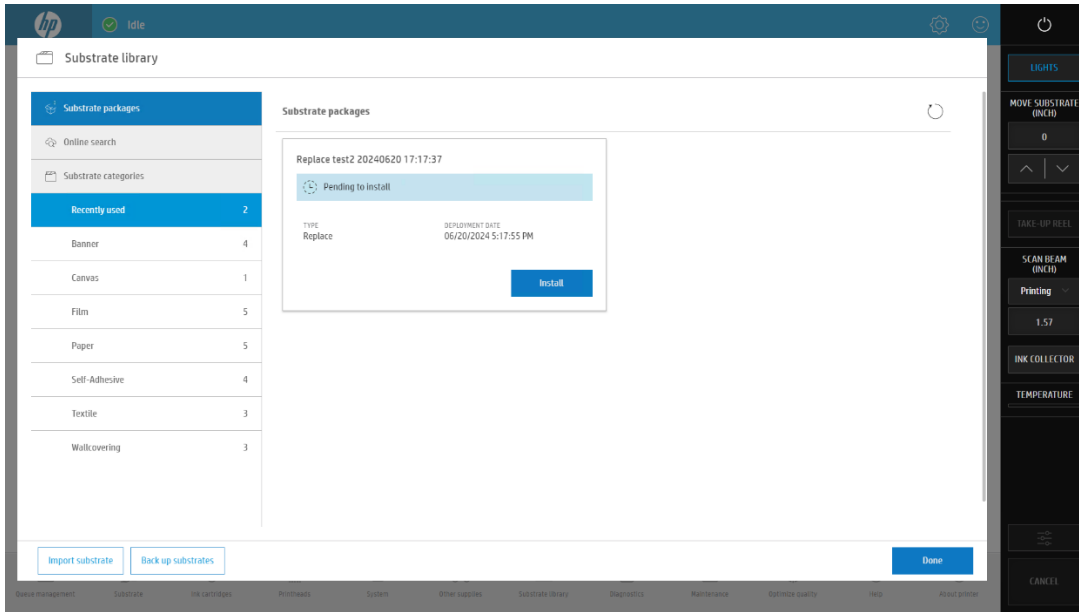 hp
Idle
Substrate library
Substrate packages
Online search
Substrate categories
Recently used 2
Banner 4
Canvas 1
Film 5
Paper 5
Self-Adhesive 4
Textile 3
Wallcovering 3
Substrate packages
Replace test2 20240620 17:17:37
Pending to install
TYPE
Replace
DEPLOYMENT DATE
06/20/2024 5:17:55 PM
Install
Import substrate
Back up substrates
Done
Queue management
Substrate
Ink cartridges
Printheads
System
Other supplies
Substrate library
Diagnostics
Maintenance
Optimize quality
Help
About printer
LIGHTS
MOVE SUBSTRATE
(INCH)
0
TAKE-UP REEL
SCAN BEAM
(INCH)
Printing
1.57
INK COLLECTOR
TEMPERATURE
CANCEL